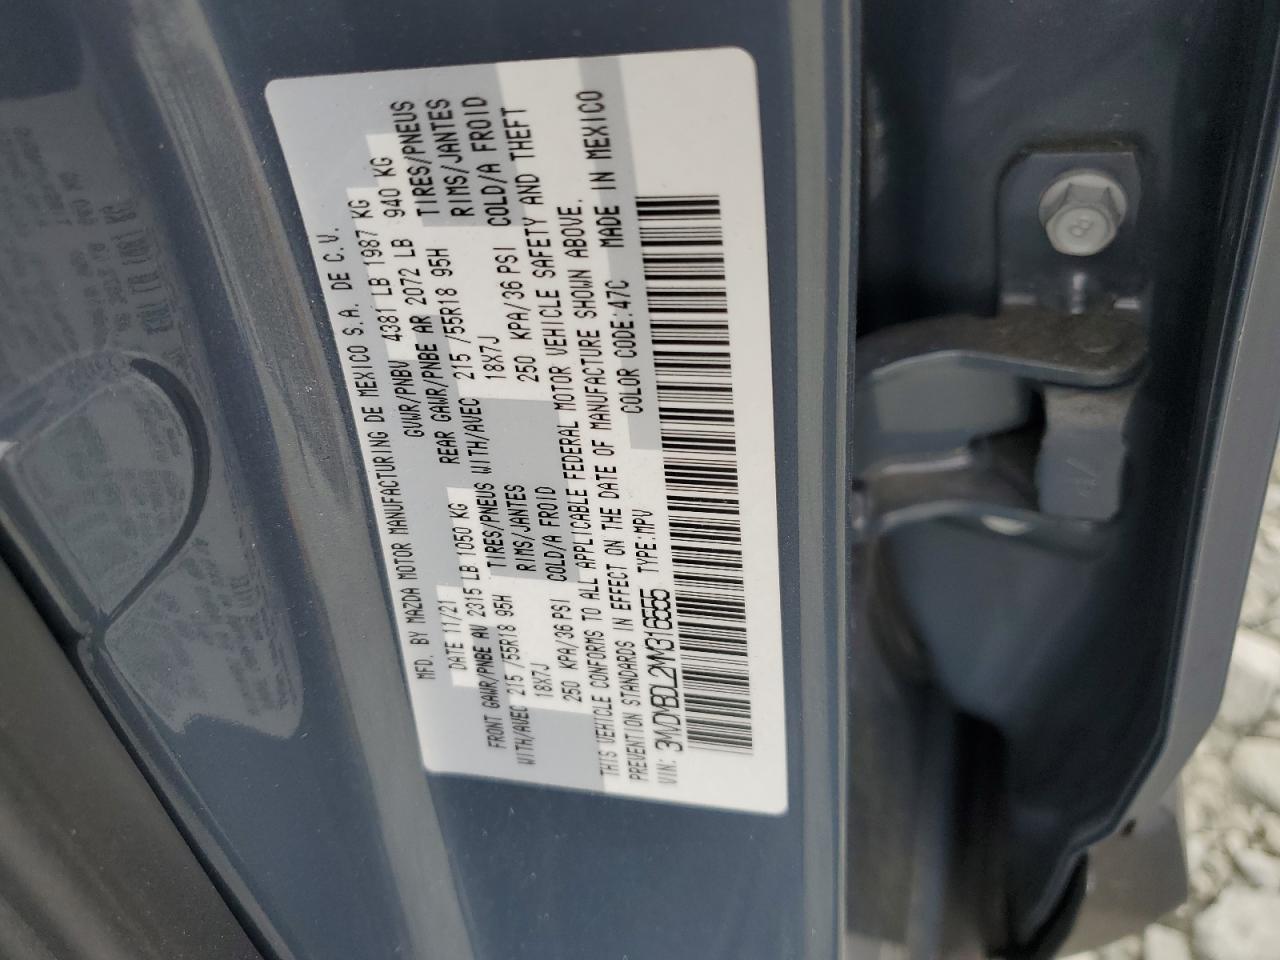 MFD. BY MAZDA MOTOR MANUFACTURING DE MEXICO S.A. DE C.V.
DATE 11/21 GVWR/PNBV 4381 LB 1987 KG
FRONT GAWR/PNBE AV 2315 LB 1050 KG REAR GAWR/PNBE AR 2072 LB 940 KG
WITH/AVEC 215 /55R18 95H TIRES/PNEUS WITH/AVEC 215 /55R18 95H TIRES/PNEUS
18X7J RIMS/JANTES 18X7J RIMS/JANTES
250 KPA/36 PSI COLD/A FROID 250 KPA/36 PSI COLD/A FROID
THIS VEHICLE CONFORMS TO ALL APPLICABLE FEDERAL MOTOR VEHICLE SAFETY AND THEFT
PREVENTION STANDARDS IN EFFECT ON THE DATE OF MANUFACTURE SHOWN ABOVE.
VIN: 3MVDMBDL2NM316555 TYPE:MPV COLOR CODE:47C MADE IN MEXICO
8